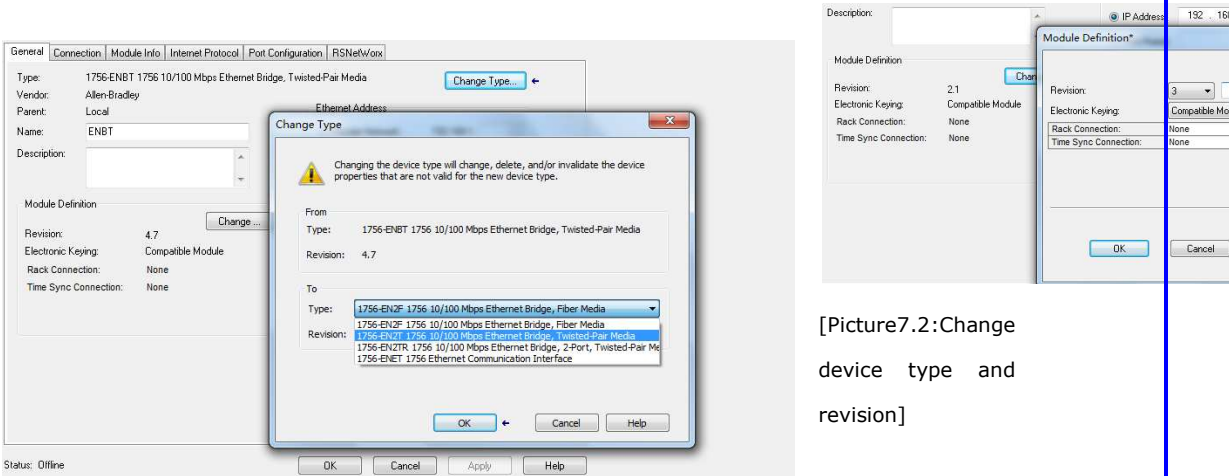 General Connection Module Info Internet Protocol Port Configuration RSNetWorx
Type: 1756-ENBT 1756 10/100 Mbps Ethernet Bridge, Twisted-Pair Media Change Type...
Vendor: Allen-Bradley
Parent: Local
Ethernet Address
Name: ENBT
Description:
Module Definition
Change ...
Revision: 4.7
Electronic Keying: Compatible Module
Rack Connection: None
Time Sync Connection: None
Status: Offline
OK Cancel Apply Help
Change Type
Changing the device type will change, delete, and/or invalidate the device
properties that are not valid for the new device type.
From
Type: 1756-ENBT 1756 10/100 Mbps Ethernet Bridge, Twisted-Pair Media
Revision: 4.7
To
Type: 1756-EN2F 1756 10/100 Mbps Ethernet Bridge, Fiber Media
1756-EN2F 1756 10/100 Mbps Ethernet Bridge, Fiber Media
Revision: 1756-EN2T 1756 10/100 Mbps Ethernet Bridge, Twisted-Pair Media
1756-EN2TR 1756 10/100 Mbps Ethernet Bridge, 2-Port, Twisted-Pair Me
1756-ENET 1756 Ethernet Communication Interface
OK Cancel Help
Description:
IP Address 192 . 168
Module Definition
Chan
Revision: 2.1
Electronic Keying: Compatible Module
Rack Connection: None
Time Sync Connection: None
Module Definition*
Revision: 3
Electronic Keying: Compatible Mo
Rack Connection: None
Time Sync Connection: None
OK Cancel
[Picture7.2:Change
device type and
revision]